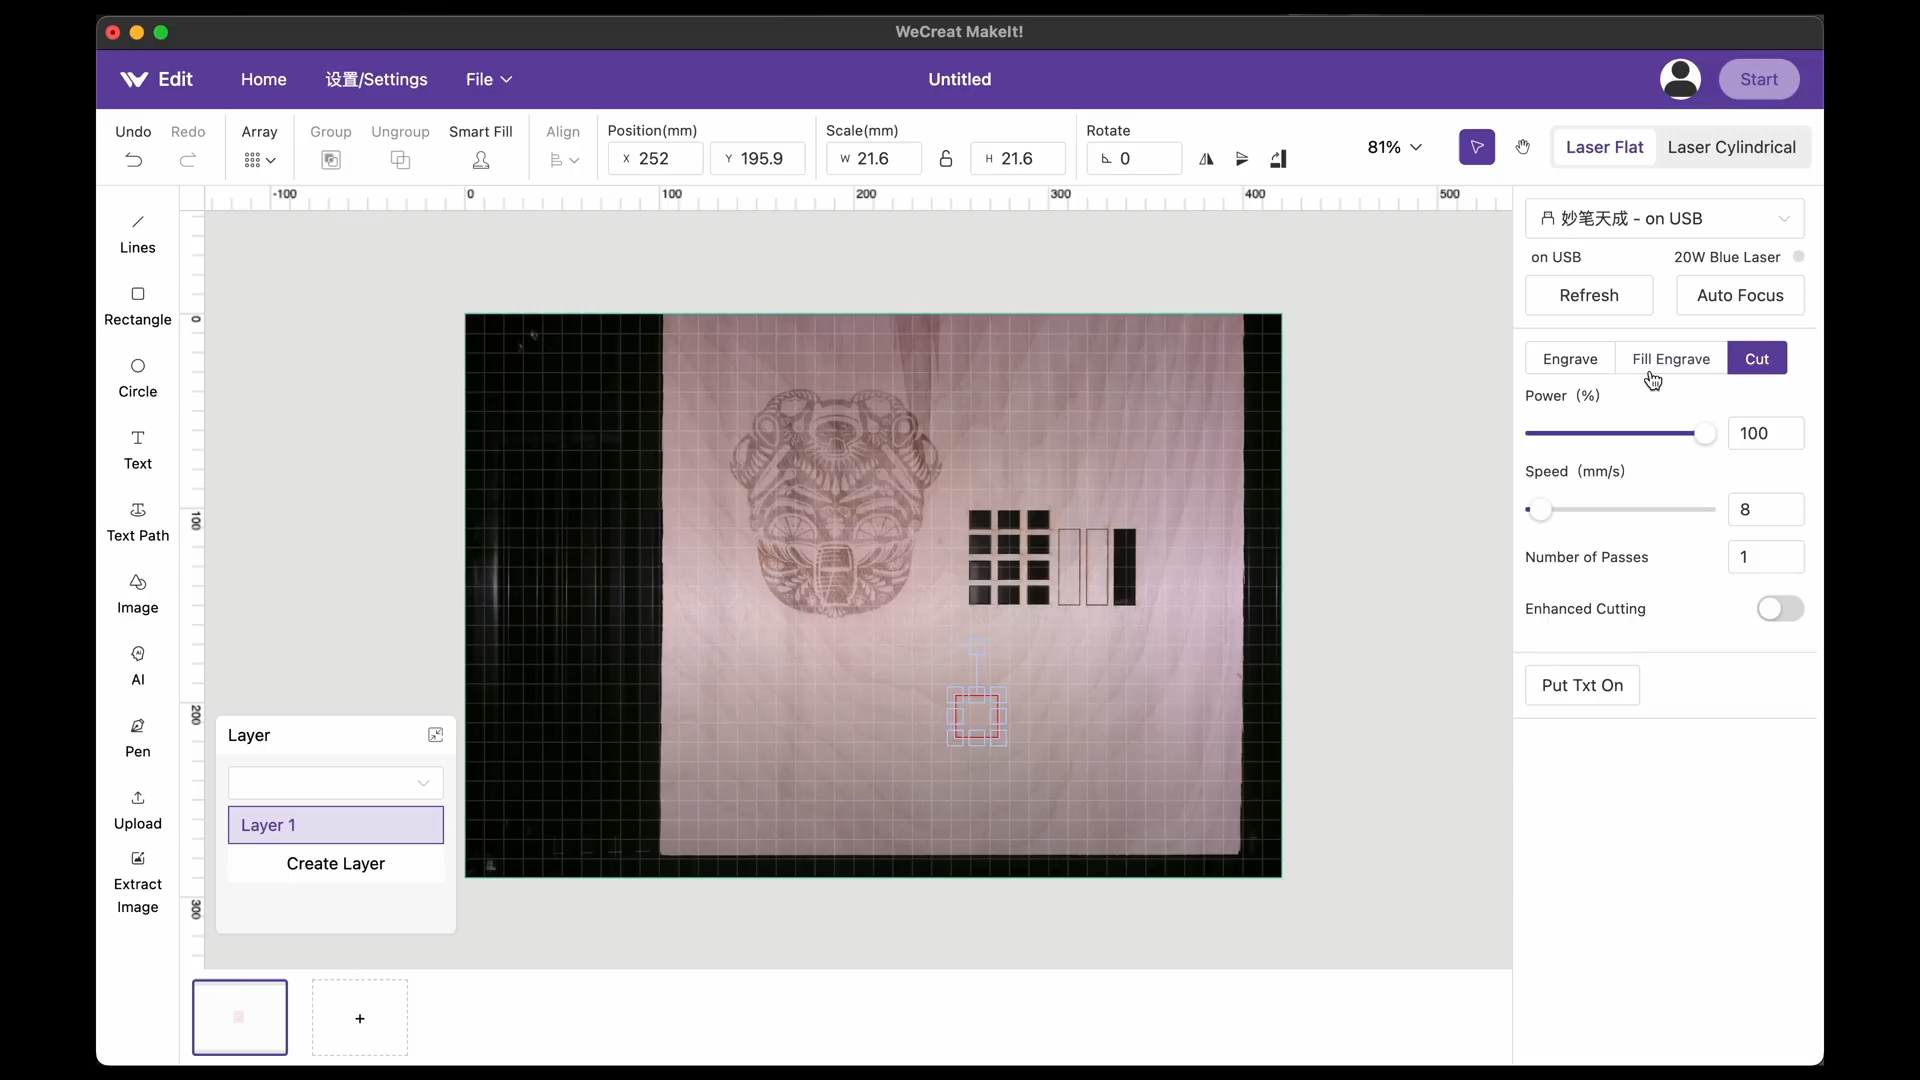 WeCreat MakeIt!
Edit
Home
设置/Settings
File
Untitled
Start
Undo
Redo
Array
Group
Ungroup
Smart Fill
Align
Position(mm)
X 252
Y 195.9
Scale(mm)
W 21.6
H 21.6
Rotate
0
81%
Laser Flat
Laser Cylindrical
-100
0
100
200
300
400
500
0
100
200
300
Lines
Rectangle
Circle
Text
Text Path
Image
AI
Pen
Upload
Extract
Image
Layer
Layer 1
Create Layer
+
妙笔天成 - on USB
on USB
20W Blue Laser
Refresh
Auto Focus
Engrave
Fill Engrave
Cut
Power (%)
100
Speed (mm/s)
8
Number of Passes
1
Enhanced Cutting
Put Txt On